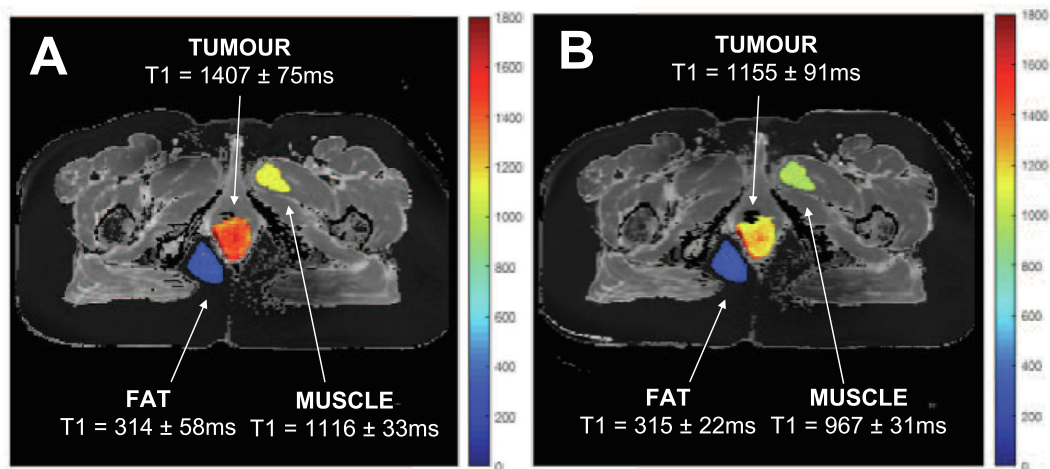 A
TUMOUR
T1 = 1407 ± 75ms
FAT
T1 = 314 ± 58ms
MUSCLE
T1 = 1116 ± 33ms
1800
1600
1400
1200
1000
800
600
400
200
0
B
TUMOUR
T1 = 1155 ± 91ms
FAT
T1 = 315 ± 22ms
MUSCLE
T1 = 967 ± 31ms
1800
1600
1400
1200
1000
800
600
400
200
0